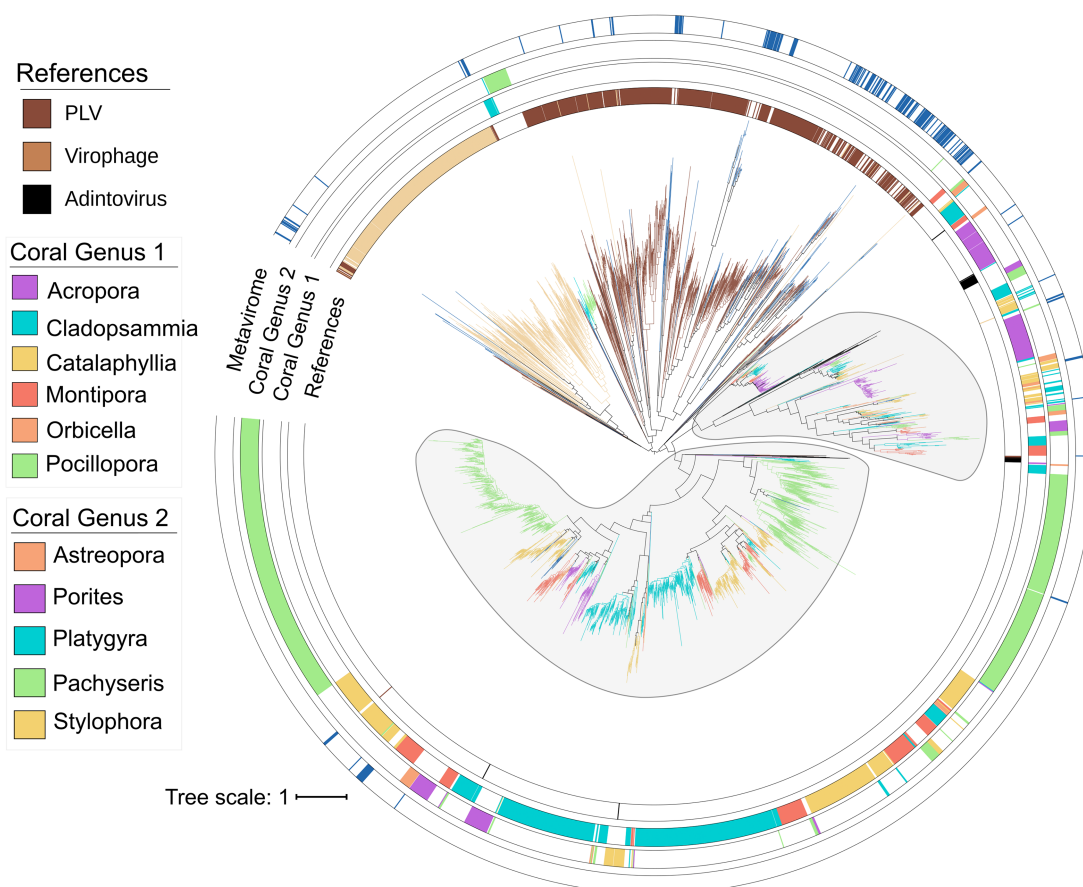 References
PLV
Virophage
Adintovirus
Coral Genus 1
Acropora
Cladopsammia
Catalaphyllia
Montipora
Orbicella
Pocillopora
Coral Genus 2
Astreopora
Porites
Platygyra
Pachyseris
Stylophora
Metavirome
Coral Genus 2
Coral Genus 1
References
Tree scale: 1